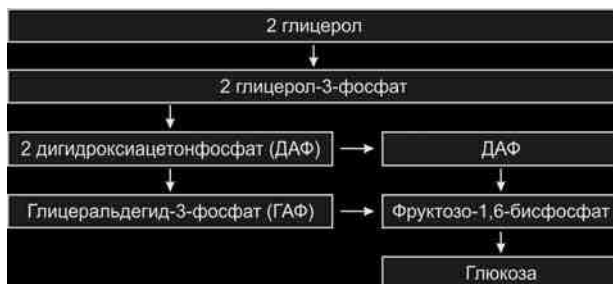 2 глицерол
2 глицерол-3-фосфат
2 дигидроксиацетонфосфат (ДАФ)
ДАФ
Глицеральдегид-3-фосфат (ГАФ)
Фруктозо-1,6-бисфосфат
Глюкоза